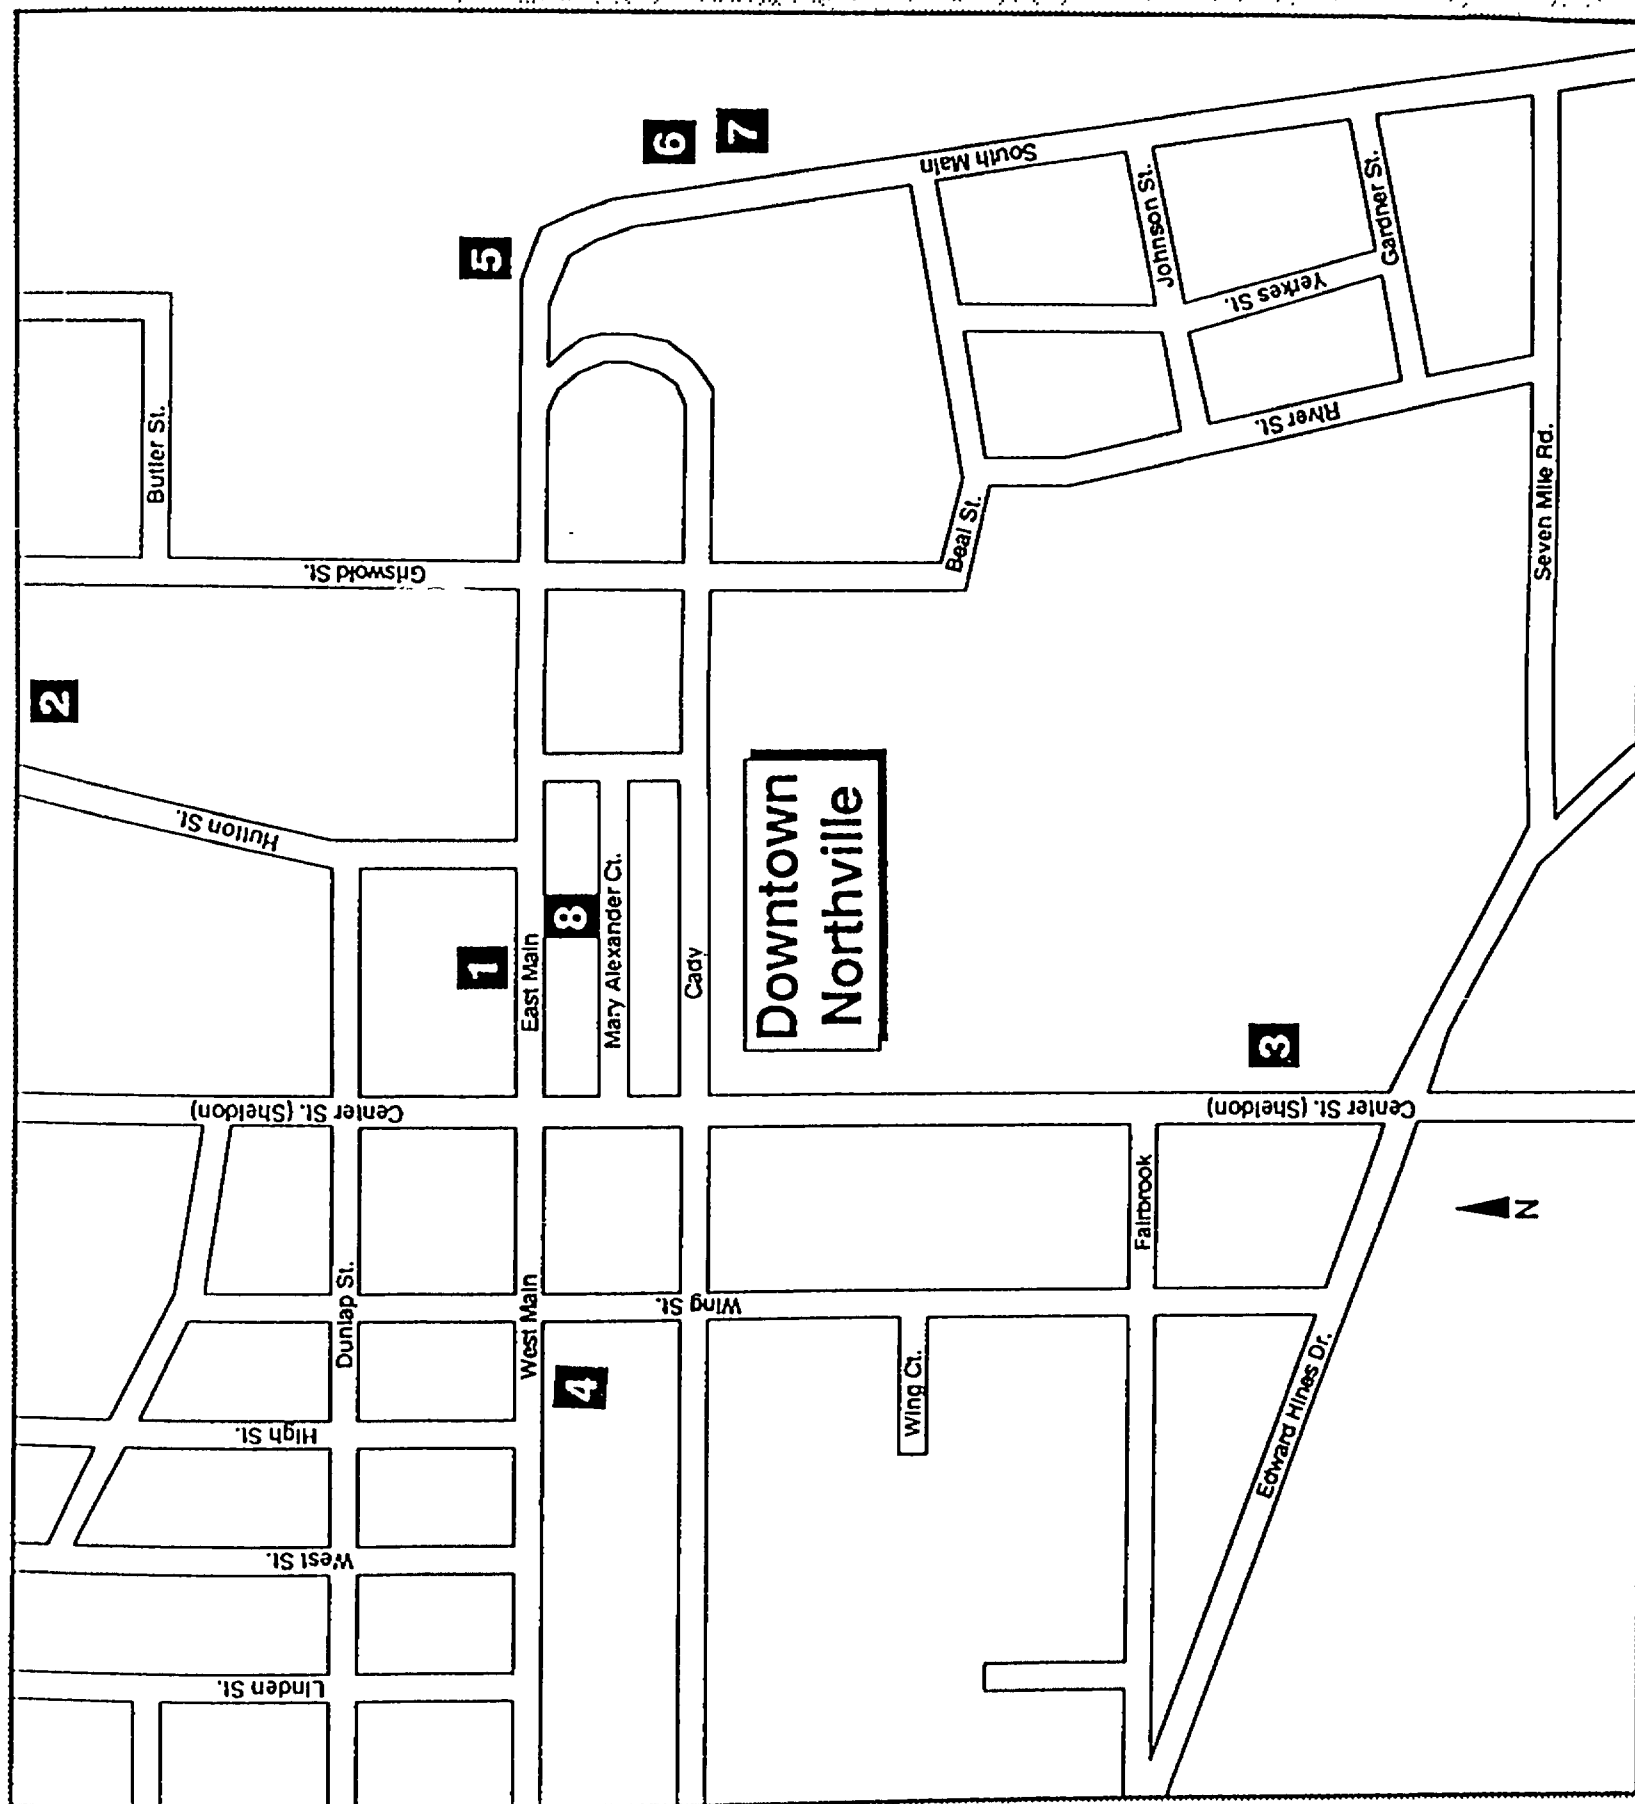 2
Butler St.
Hutton St.
Griswold St.
Center St. (Sheldon)
Dunlap St.
High St.
West St.
Linden St.
1
5
6
7
8
4
East Main
West Main
Mary Alexander Ct.
Cady
Wing St.
Downtown
Northville
South Main
Johnson St.
Gardner St.
Yerkes St.
River St.
Beal St.
Seven Mile Rd.
Wing Ct.
Fairbrook
3
Center St. (Sheldon)
Edward Hines Dr.
N